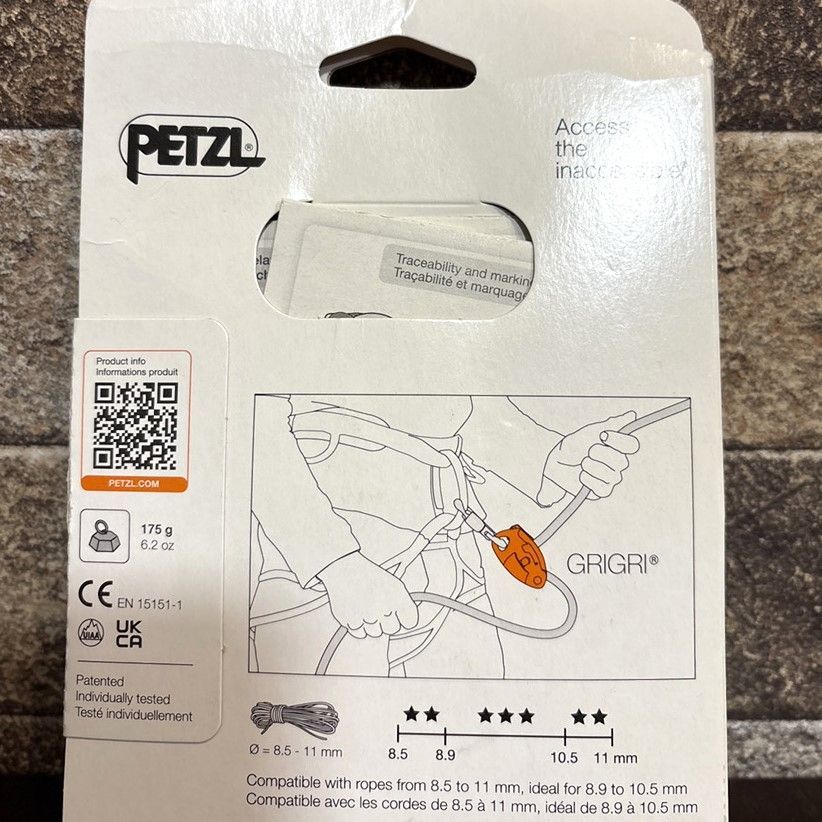 PETZL®
Access
the
Traceability and
Traçabilité et marquage
Product info
Informations produit
PETZL.COM
175 g
6.2 oz
CE EN 15151-1
UIAA UK
CA
Patented
Individually tested
Testé individuellement
GRIGRI®
★★ ★★★ ★★
Ø = 8.5 - 11 mm
8.5 8.9 10.5 11 mm
Compatible with ropes from 8.5 to 11 mm, ideal for 8.9 to 10.5 mm
Compatible avec les cordes de 8.5 à 11 mm, idéal de 8.9 à 10.5 mm